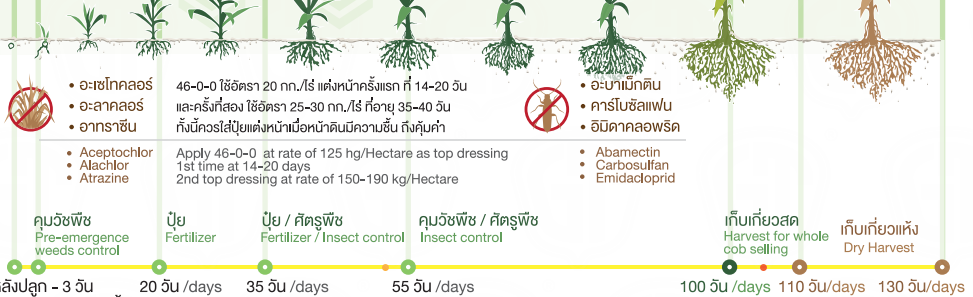 • อะเซโทคลอร์
• อะลาคลอร์
• อาทราซีน
46-0-0 ใช้อัตรา 20 กก./ไร่ แต่งหน้าครั้งแรก ที่ 14-20 วัน
และครั้งที่สอง ใช้อัตรา 25-30 กก./ไร่ ที่อายุ 35-40 วัน
ทั้งนี้ควรใส่ปุ๋ยแต่งหน้าเมื่อหน้าดินมีความชื้น ถึงคุ้มค่า
• อะบาเม็กติน
• คาร์โบซัลแฟน
• อิมิดาคลอพริด
• Aceptochlor
• Alachlor
• Atrazine
Apply 46-0-0 at rate of 125 hg/Hectare as top dressing
1st time at 14-20 days
2nd top dressing at rate of 150-190 kg/Hectare
• Abamectin
• Carbosulfan
• Emidacloprid
คุมวัชพืช
Pre-emergence
weeds control
ปุ๋ย
Fertilizer
ปุ๋ย / ศัตรูพืช
Fertilizer / Insect control
คุมวัชพืช / ศัตรูพืช
Insect control
เก็บเกี่ยวสด
Harvest for whole
cob selling
เก็บเกี่ยวแห้ง
Dry Harvest
ลังปลูก - 3 วัน
20 วัน /days
35 วัน /days
55 วัน /days
100 วัน /days
110 วัน /days
130 วัน/days